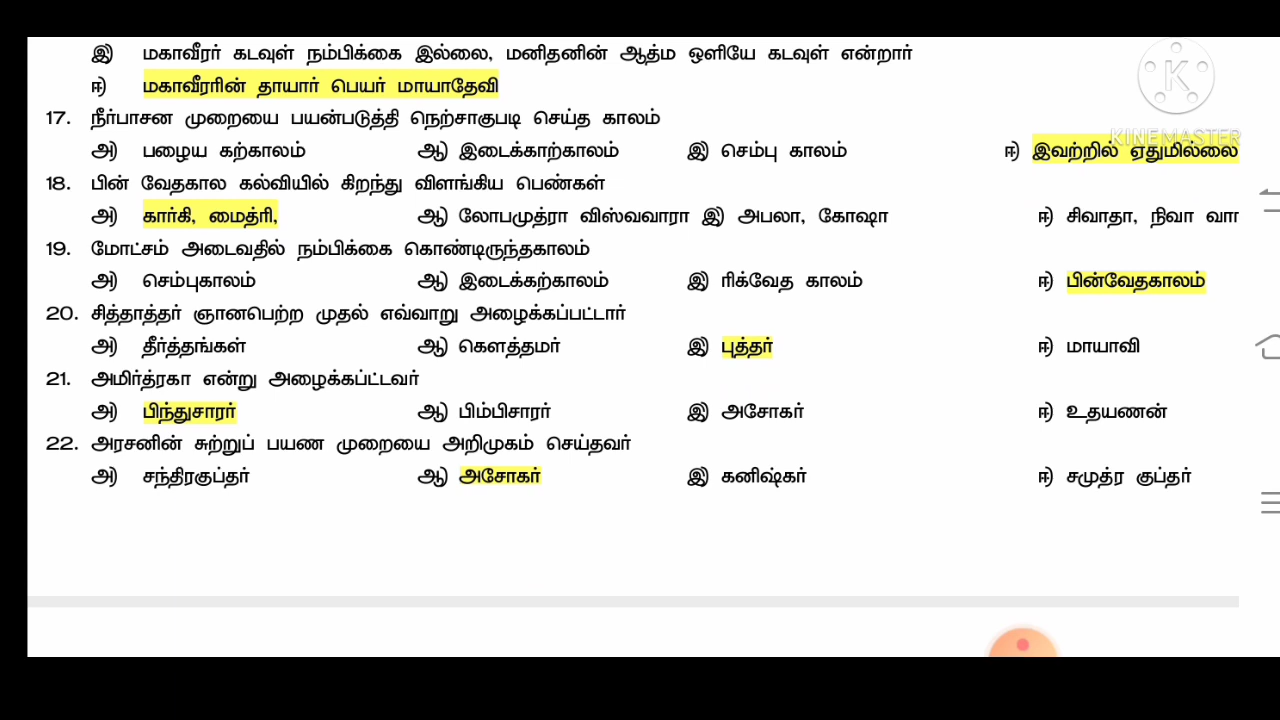 இ) மகாவீரர் கடவுள் நம்பிக்கை இல்லை, மனிதனின் ஆத்ம ஒளியே கடவுள் என்றார்
ஈ) மகாவீரரின் தாயார் பெயர் மாயாதேவி
K
KINEMASTER
17. நீர்பாசன முறையை பயன்படுத்தி நெற்சாகுபடி செய்த காலம்
அ) பழைய கற்காலம் ஆ) இடைக்காற்காலம் இ) செம்பு காலம் ஈ) இவற்றில் ஏதுமில்லை
18. பின் வேதகால கல்வியில் கிறந்து விளங்கிய பெண்கள்
அ) கார்கி, மைத்ரி, ஆ) லோபமுத்ரா விஸ்வவாரா இ) அபலா, கோஷா ஈ) சிவாதா, நிவா வா
19. மோட்சம் அடைவதில் நம்பிக்கை கொண்டிருந்தகாலம்
அ) செம்புகாலம் ஆ) இடைக்கற்காலம் இ) ரிக்வேத காலம் ஈ) பின்வேதகாலம்
20. சித்தாத்தர் ஞானபெற்ற முதல் எவ்வாறு அழைக்கப்பட்டார்
அ) தீர்த்தங்கள் ஆ) கௌத்தமர் இ) புத்தர் ஈ) மாயாவி
21. அமிர்த்ரகா என்று அழைக்கப்ட்டவர்
அ) பிந்துசாரர் ஆ) பிம்பிசாரர் இ) அசோகர் ஈ) உதயணன்
22. அரசனின் சுற்றுப் பயண முறையை அறிமுகம் செய்தவர்
அ) சந்திரகுப்தர் ஆ) அசோகர் இ) கனிஷ்கர் ஈ) சமுத்ர குப்தர்